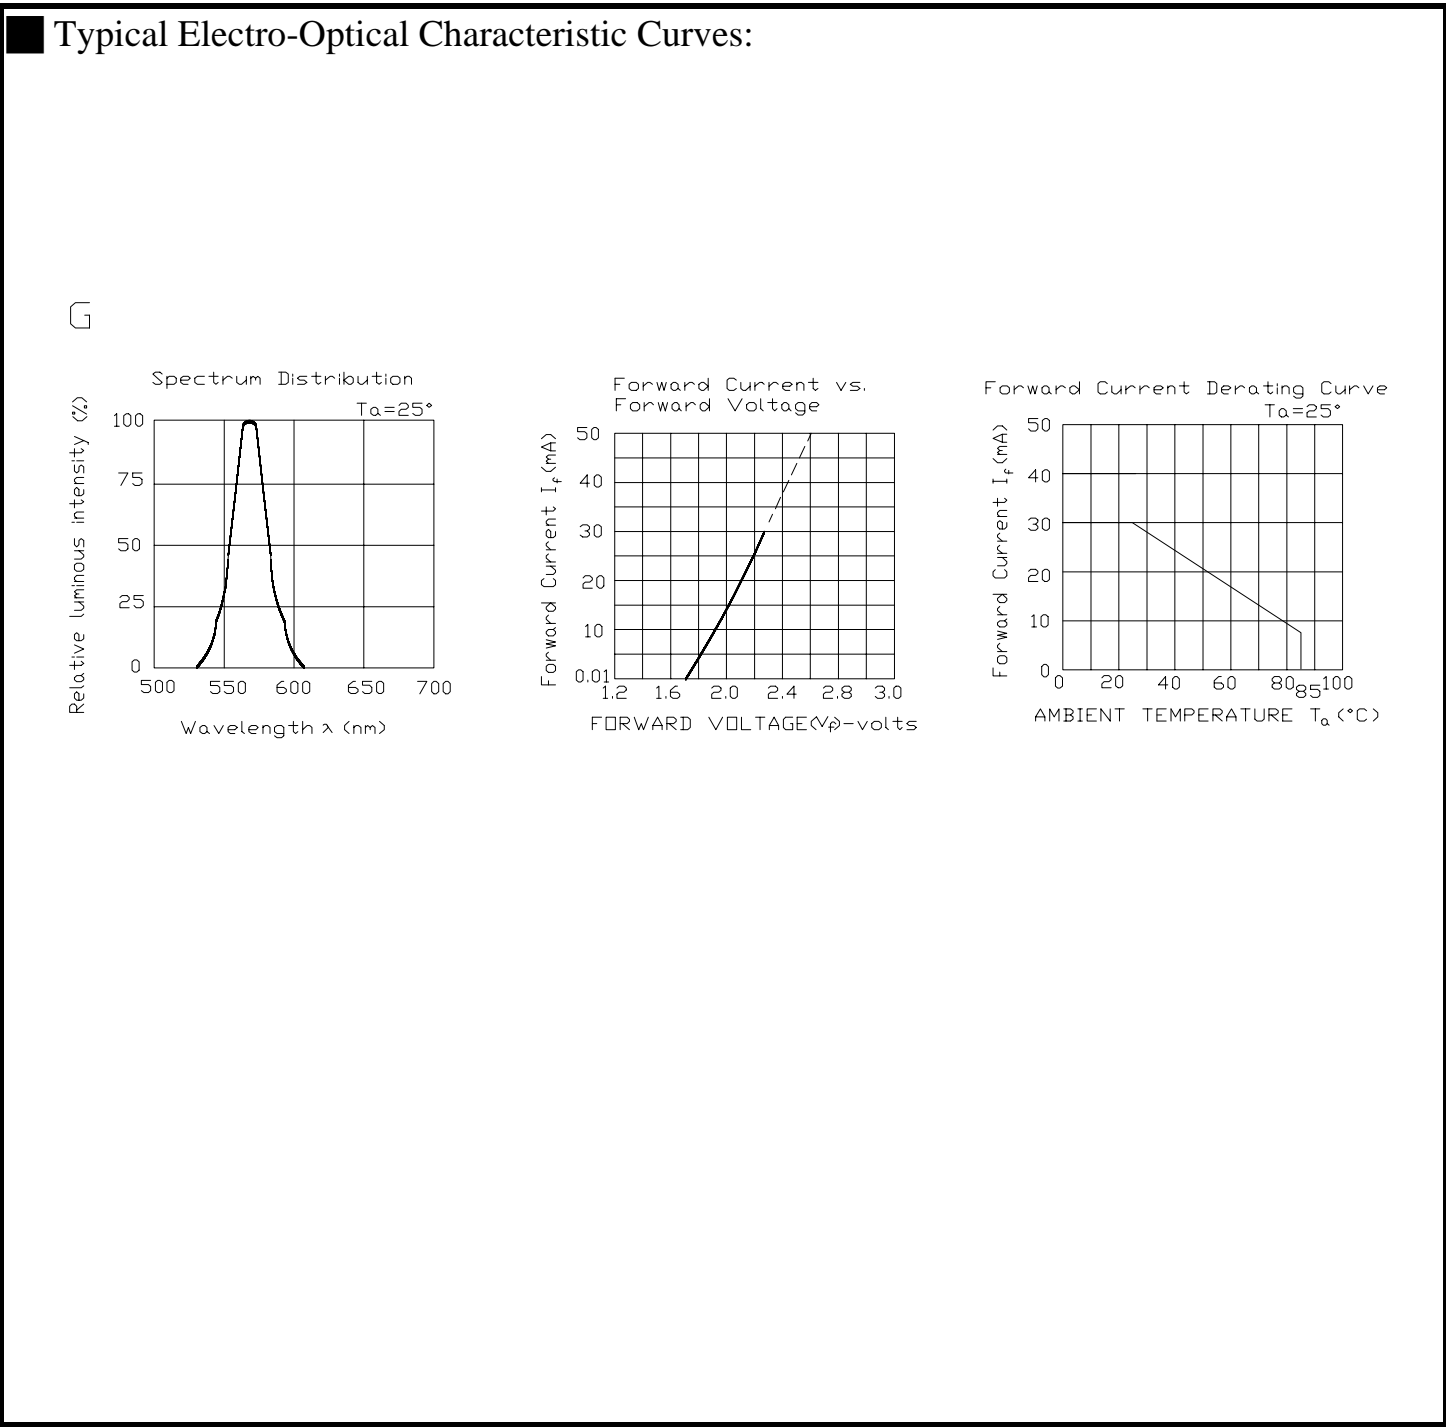 Typical Electro-Optical Characteristic Curves:
G
Spectrum Distribution
Ta=25°
Relative luminous intensity (%)
100
75
50
25
0
500 550 600 650 700
Wavelength λ (nm)
Forward Current vs.
Forward Voltage
Forward Current If(mA)
50
40
30
20
10
0.01
1.2 1.6 2.0 2.4 2.8 3.0
FORWARD VOLTAGE(Vf)-volts
Forward Current Derating Curve
Ta=25°
Forward Current If(mA)
50
40
30
20
10
0
0 20 40 60 80 85 100
AMBIENT TEMPERATURE Ta(°C)